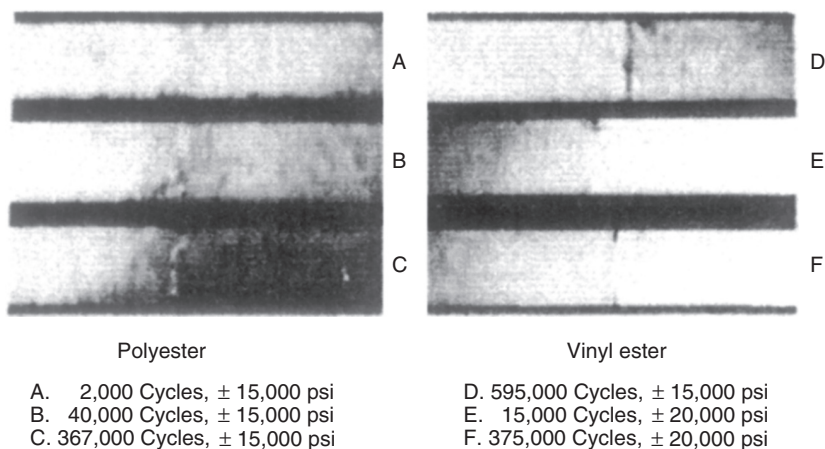 A
B
C
D
E
F
Polyester
A. 2,000 Cycles, ± 15,000 psi
B. 40,000 Cycles, ± 15,000 psi
C. 367,000 Cycles, ± 15,000 psi
Vinyl ester
D. 595,000 Cycles, ± 15,000 psi
E. 15,000 Cycles, ± 20,000 psi
F. 375,000 Cycles, ± 20,000 psi